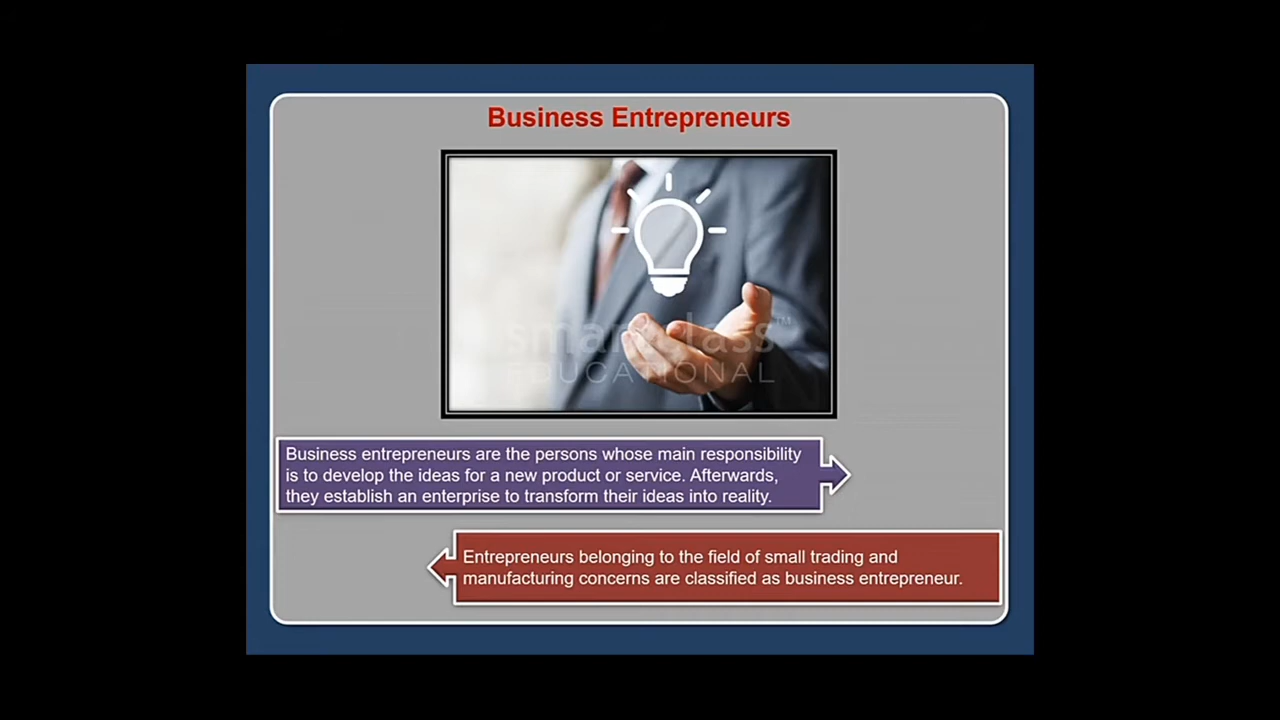 Business Entrepreneurs
smartclass™
EDUCATIONAL
Business entrepreneurs are the persons whose main responsibility
is to develop the ideas for a new product or service. Afterwards,
they establish an enterprise to transform their ideas into reality.
Entrepreneurs belonging to the field of small trading and
manufacturing concerns are classified as business entrepreneur.